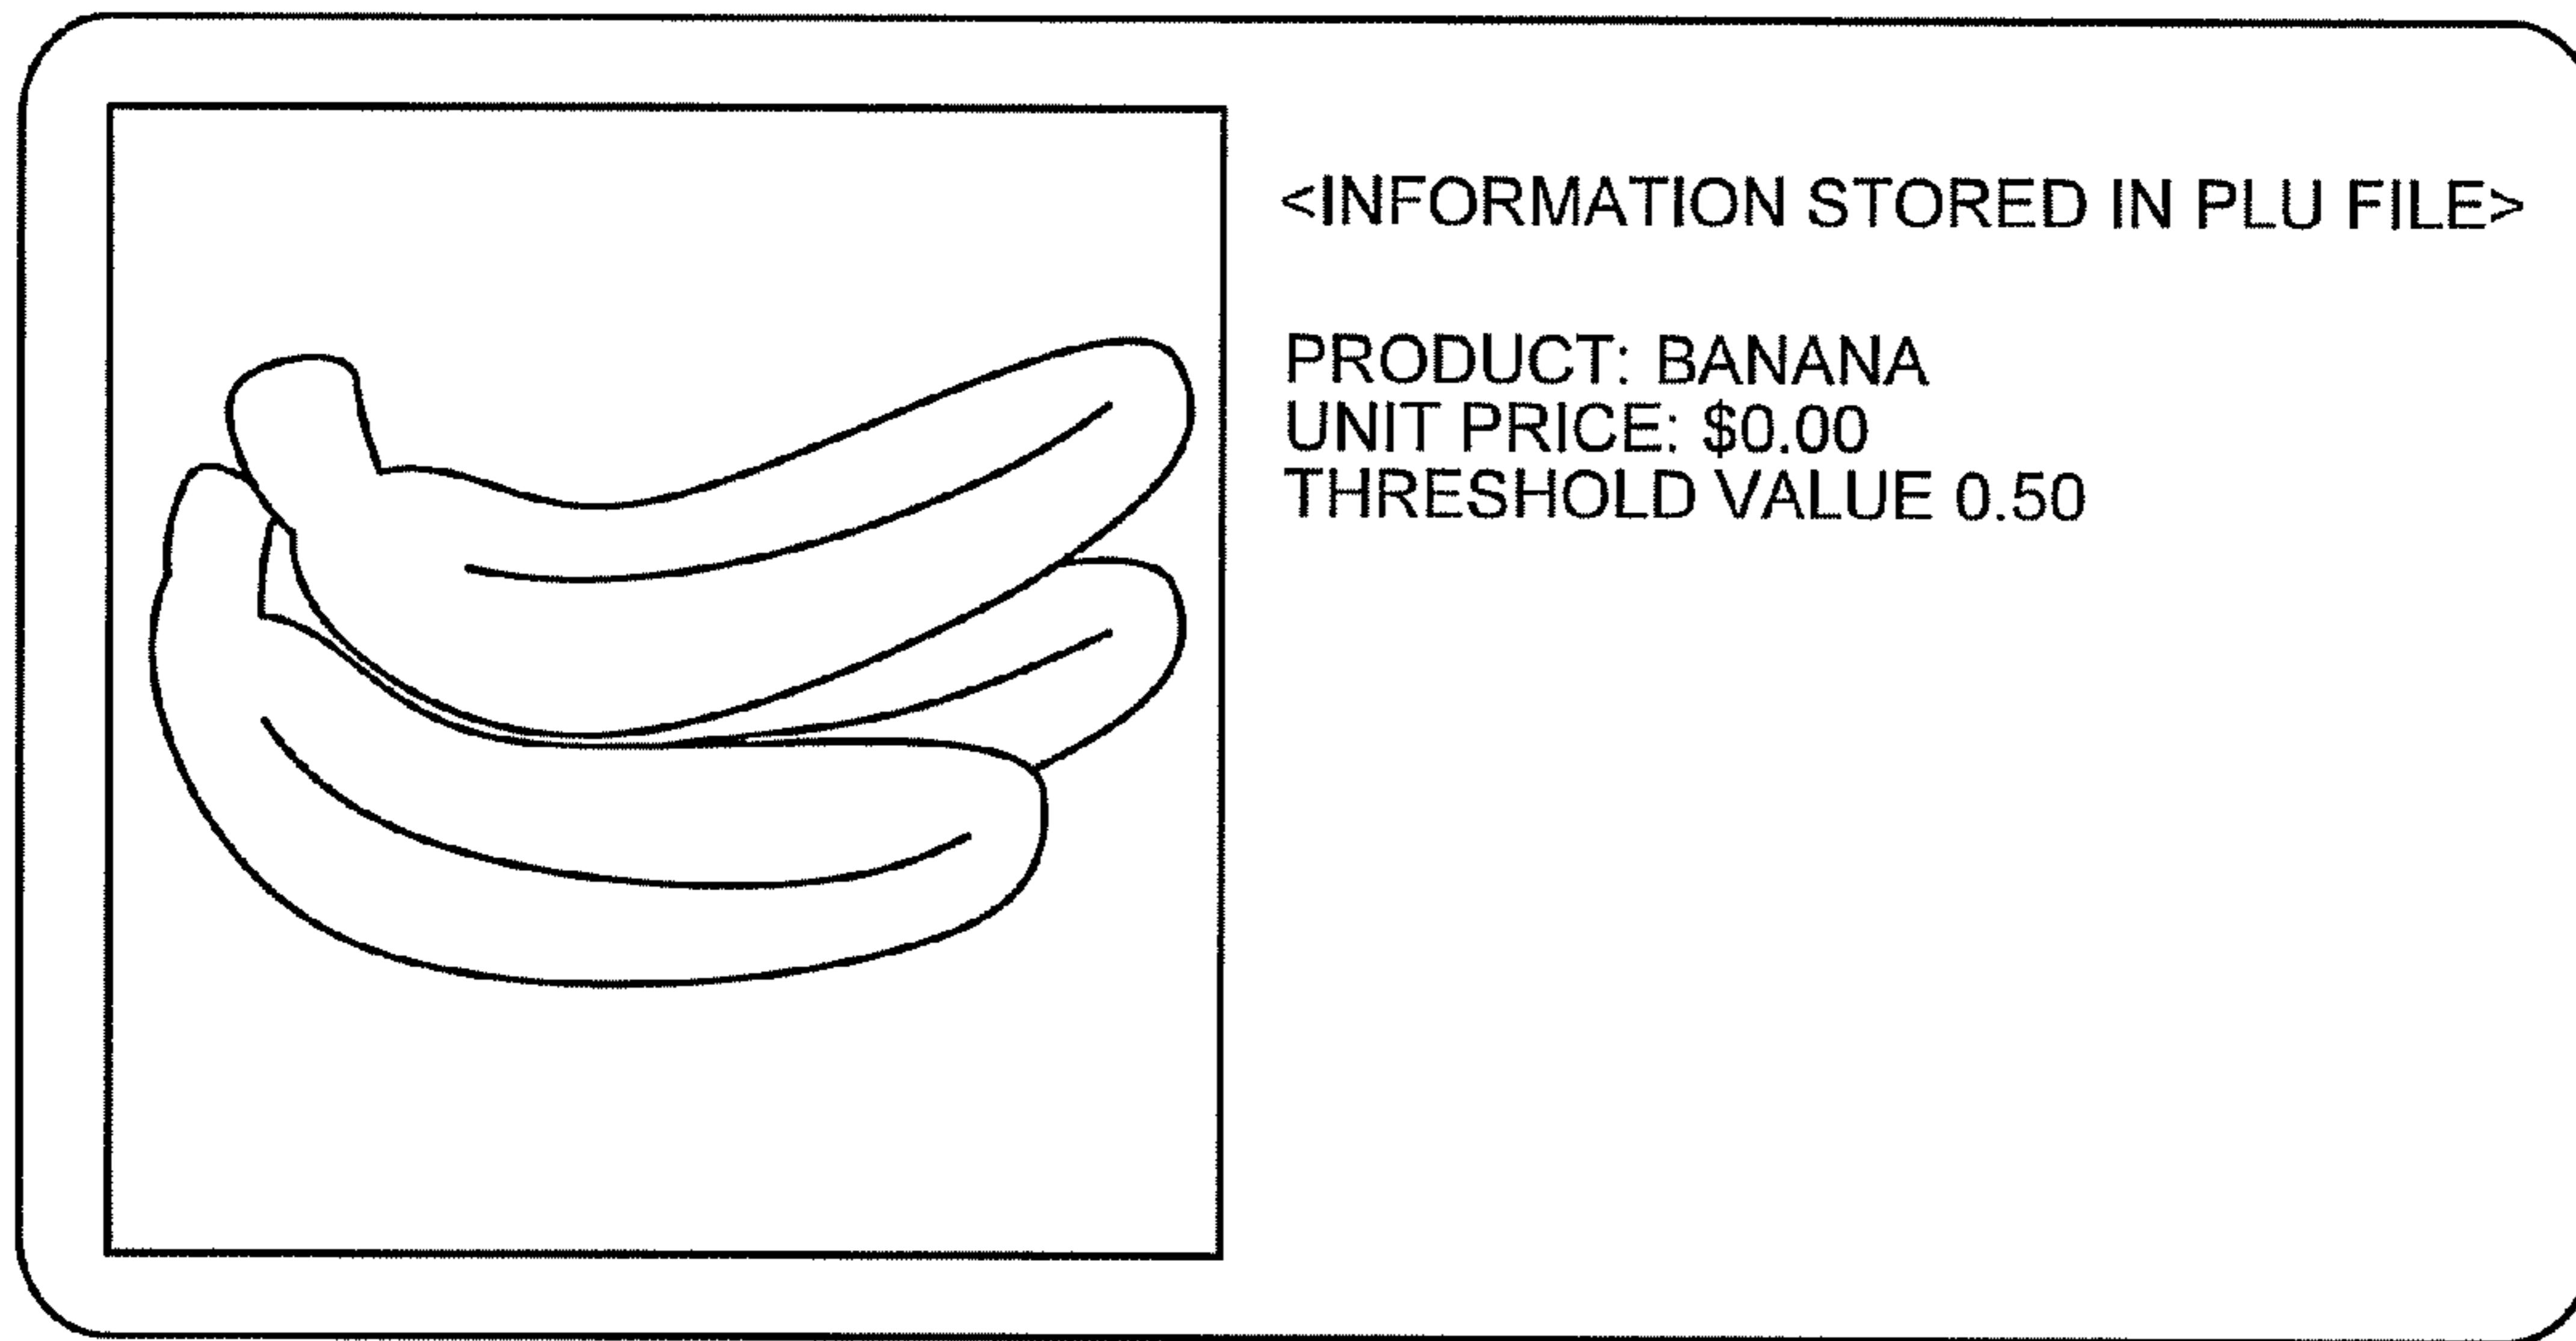 <INFORMATION STORED IN PLU FILE>
PRODUCT: BANANA
UNIT PRICE: $0.00
THRESHOLD VALUE 0.50